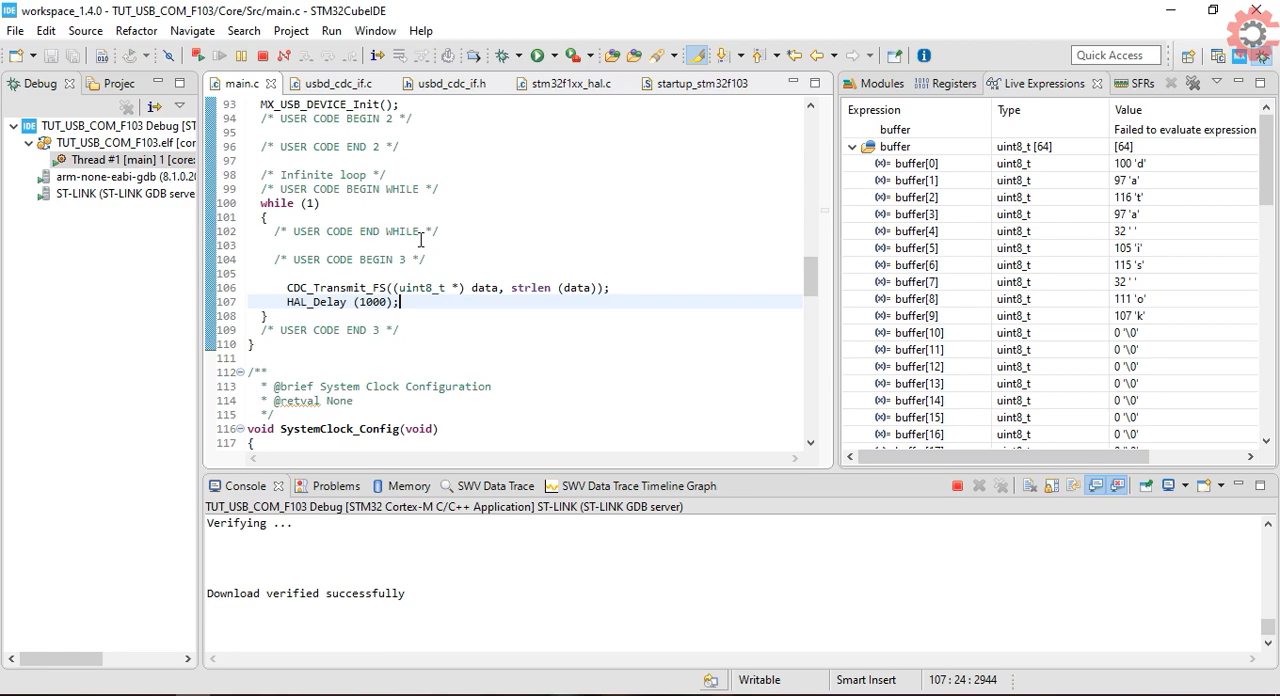 IDE workspace_1.4.0 - TUT_USB_COM_F103/Core/Src/main.c - STM32CubeIDE
File Edit Source Refactor Navigate Search Project Run Window Help
Quick Access
Debug Projec
main.c usbd_cdc_if.c usbd_cdc_if.h stm32f1xx_hal.c startup_stm32f103
Modules Registers Live Expressions SFRs
IDE TUT_USB_COM_F103 Debug [ST
TUT_USB_COM_F103.elf [cor
Thread #1 [main] 1 [core:
arm-none-eabi-gdb (8.1.0.20
ST-LINK (ST-LINK GDB serve
93 MX_USB_DEVICE_Init();
94 /* USER CODE BEGIN 2 */
95
96 /* USER CODE END 2 */
97
98 /* Infinite loop */
99 /* USER CODE BEGIN WHILE */
100 while (1)
101 {
102 /* USER CODE END WHILE */
103
104 /* USER CODE BEGIN 3 */
105
106 CDC_Transmit_FS((uint8_t *) data, strlen (data));
107 HAL_Delay (1000);
108 }
109 /* USER CODE END 3 */
110 }
111
112 /**
113 * @brief System Clock Configuration
114 * @retval None
115 */
116 void SystemClock_Config(void)
117 {
Expression Type Value
buffer Failed to evaluate expression
buffer uint8_t [64] [64]
(x)= buffer[0] uint8_t 100 'd'
(x)= buffer[1] uint8_t 97 'a'
(x)= buffer[2] uint8_t 116 't'
(x)= buffer[3] uint8_t 97 'a'
(x)= buffer[4] uint8_t 32 ' '
(x)= buffer[5] uint8_t 105 'i'
(x)= buffer[6] uint8_t 115 's'
(x)= buffer[7] uint8_t 32 ' '
(x)= buffer[8] uint8_t 111 'o'
(x)= buffer[9] uint8_t 107 'k'
(x)= buffer[10] uint8_t 0 '\0'
(x)= buffer[11] uint8_t 0 '\0'
(x)= buffer[12] uint8_t 0 '\0'
(x)= buffer[13] uint8_t 0 '\0'
(x)= buffer[14] uint8_t 0 '\0'
(x)= buffer[15] uint8_t 0 '\0'
(x)= buffer[16] uint8_t 0 '\0'
(x)= buffer[17] uint8_t 0 '\0'
Console Problems Memory SWV Data Trace SWV Data Trace Timeline Graph
TUT_USB_COM_F103 Debug [STM32 Cortex-M C/C++ Application] ST-LINK (ST-LINK GDB server)
Verifying ...
Download verified successfully
Writable Smart Insert 107 : 24 : 2944